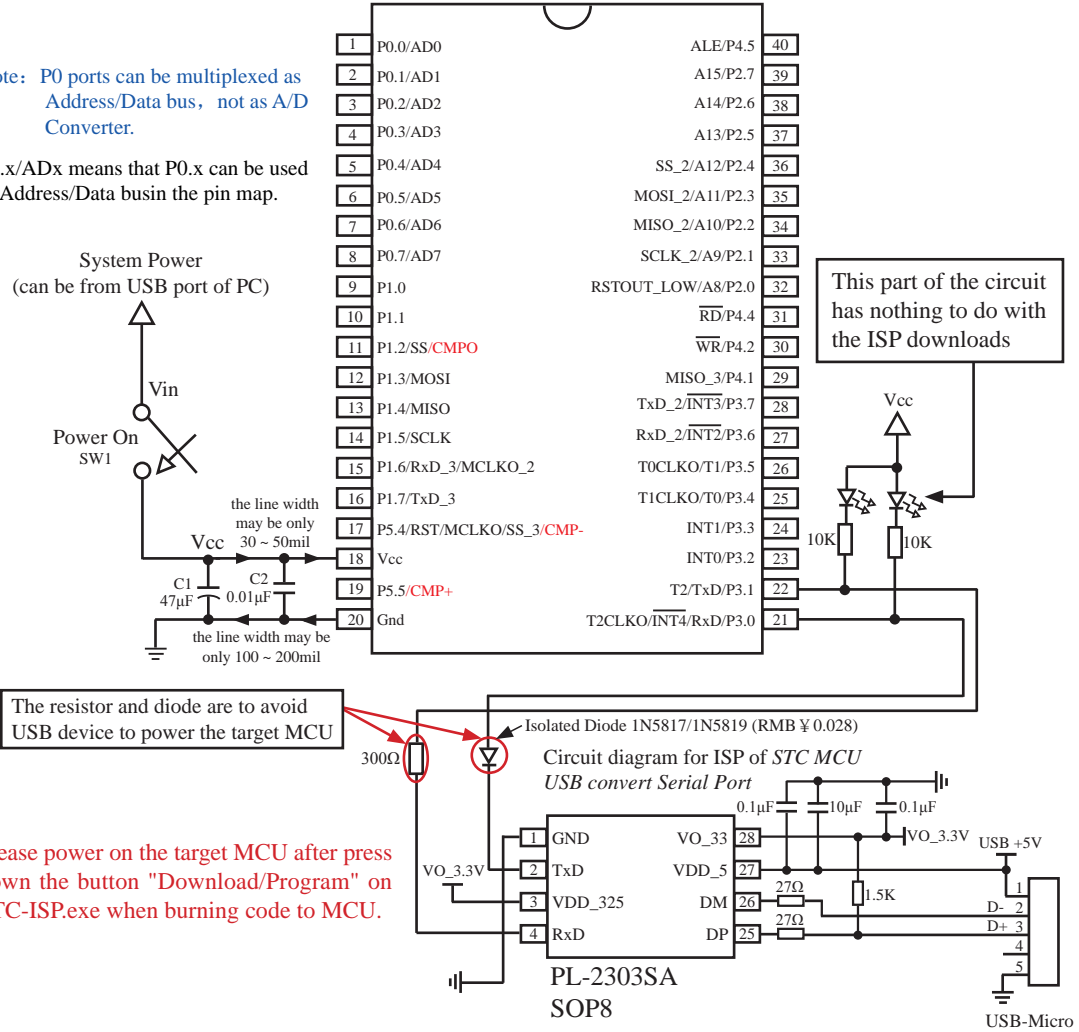 1 P0.0/AD0
2 P0.1/AD1
3 P0.2/AD2
4 P0.3/AD3
5 P0.4/AD4
6 P0.5/AD5
7 P0.6/AD6
8 P0.7/AD7
9 P1.0
10 P1.1
11 P1.2/SS/CMPO
12 P1.3/MOSI
13 P1.4/MISO
14 P1.5/SCLK
15 P1.6/RxD_3/MCLKO_2
16 P1.7/TxD_3
17 P5.4/RST/MCLKO/SS_3/CMP-
18 Vcc
19 P5.5/CMP+
20 Gnd
ALE/P4.5 40
A15/P2.7 39
A14/P2.6 38
A13/P2.5 37
SS_2/A12/P2.4 36
MOSI_2/A11/P2.3 35
MISO_2/A10/P2.2 34
SCLK_2/A9/P2.1 33
RSTOUT_LOW/A8/P2.0 32
RD/P4.4 31
WR/P4.2 30
MISO_3/P4.1 29
TxD_2/INT3/P3.7 28
RxD_2/INT2/P3.6 27
T0CLKO/T1/P3.5 26
T1CLKO/T0/P3.4 25
INT1/P3.3 24
INT0/P3.2 23
T2/TxD/P3.1 22
T2CLKO/INT4/RxD/P3.0 21
ote: P0 ports can be multiplexed as
Address/Data bus, not as A/D
Converter.
.x/ADx means that P0.x can be used
Address/Data busin the pin map.
System Power
(can be from USB port of PC)
Vin
Power On
SW1
the line width
may be only
30 ~ 50mil
Vcc
C1
47μF
C2
0.01μF
the line width may be
only 100 ~ 200mil
This part of the circuit
has nothing to do with
the ISP downloads
Vcc
10K
10K
The resistor and diode are to avoid
USB device to power the target MCU
300Ω
Isolated Diode 1N5817/1N5819 (RMB¥0.028)
Circuit diagram for ISP of STC MCU
USB convert Serial Port
0.1μF
10μF
0.1μF
ease power on the target MCU after press
own the button "Download/Program" on
TC-ISP.exe when burning code to MCU.
VO_3.3V
1 GND
2 TxD
3 VDD_325
4 RxD
VO_33 28
VDD_5 27
DM 26
DP 25
VO_3.3V
USB +5V
27Ω
27Ω
1.5K
1
D- 2
D+ 3
4
5
PL-2303SA
SOP8
USB-Micro